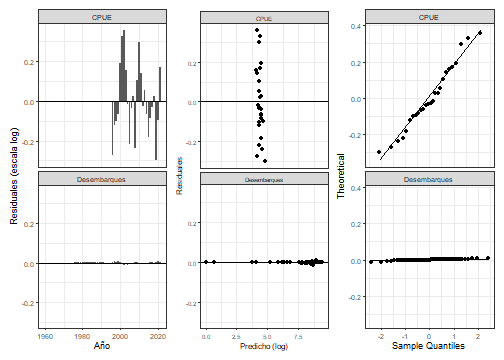 CPUE
CPUE
CPUE
0.2
0.0
-0.2
0.2
0.0
-0.2
0.4
0.2
0.0
-0.2
-0.4
Desembarques
Desembarques
Desembarques
0.2
0.0
-0.2
0.2
0.0
-0.2
0.4
0.2
0.0
-0.2
1960
1980
2000
2020
0.0
2.5
5.0
7.5
-2
-1
0
1
2
Año
Predicho (log)
Sample Quantiles
Residuales (escala log)
Residuales
Theoretical